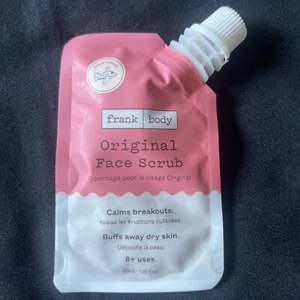 frank body
Original
Face Scrub
Gommage pour le visage Original
Calms breakouts.
Apaise les éruptions cutanées.
Buffs away dry skin.
Détoxifie la peau.
8+ uses.